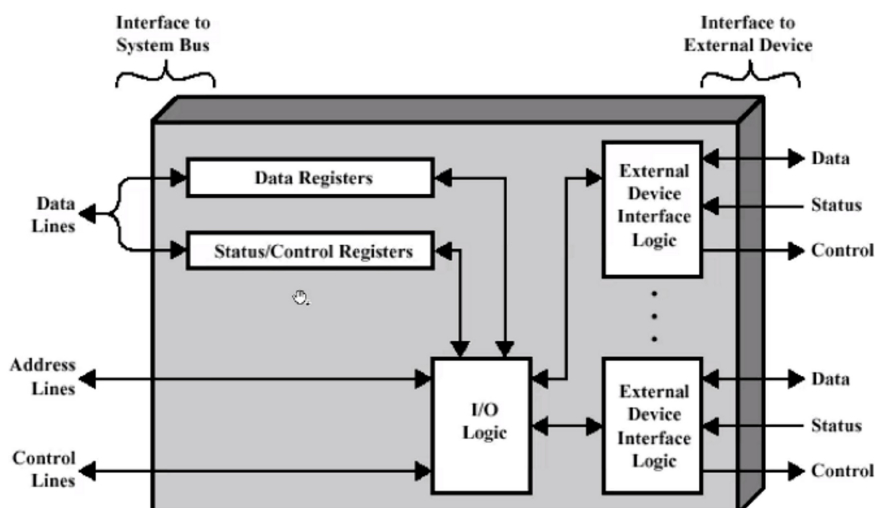 Interface to
System Bus
Interface to
External Device
Data
Lines
Data Registers
Status/Control Registers
External
Device
Interface
Logic
Data
Status
Control
Address
Lines
Control
Lines
I/O
Logic
External
Device
Interface
Logic
Data
Status
Control